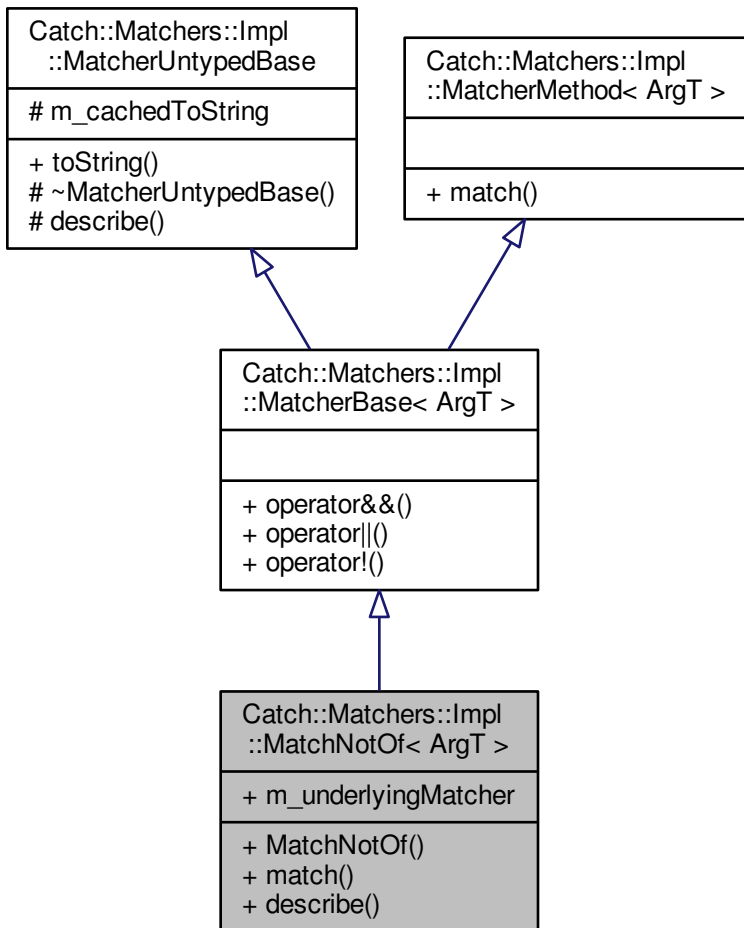 Catch::Matchers::Impl
::MatcherUntypedBase
# m_cachedToString
+ toString()
# ~MatcherUntypedBase()
# describe()
Catch::Matchers::Impl
::MatcherMethod< ArgT >
+ match()
Catch::Matchers::Impl
::MatcherBase< ArgT >
+ operator&&()
+ operator||()
+ operator!()
Catch::Matchers::Impl
::MatchNotOf< ArgT >
+ m_underlyingMatcher
+ MatchNotOf()
+ match()
+ describe()